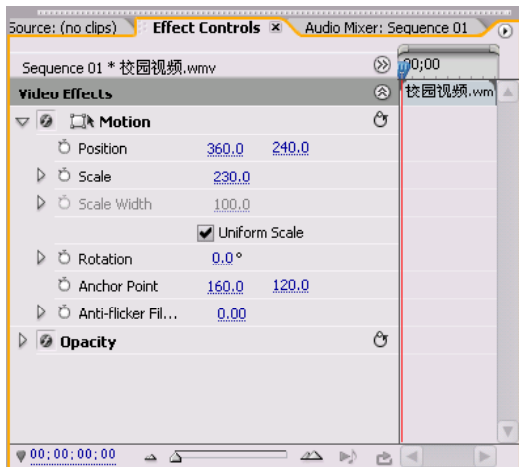 Source: (no clips) Effect Controls Audio Mixer: Sequence 01
Sequence 01 * 校园视频.wmv 00;00
Video Effects 校园视频.wm
Motion
Position 360.0 240.0
Scale 230.0
Scale Width 100.0
Uniform Scale
Rotation 0.0°
Anchor Point 160.0 120.0
Anti-flicker Fil... 0.00
Opacity
00;00;00;00